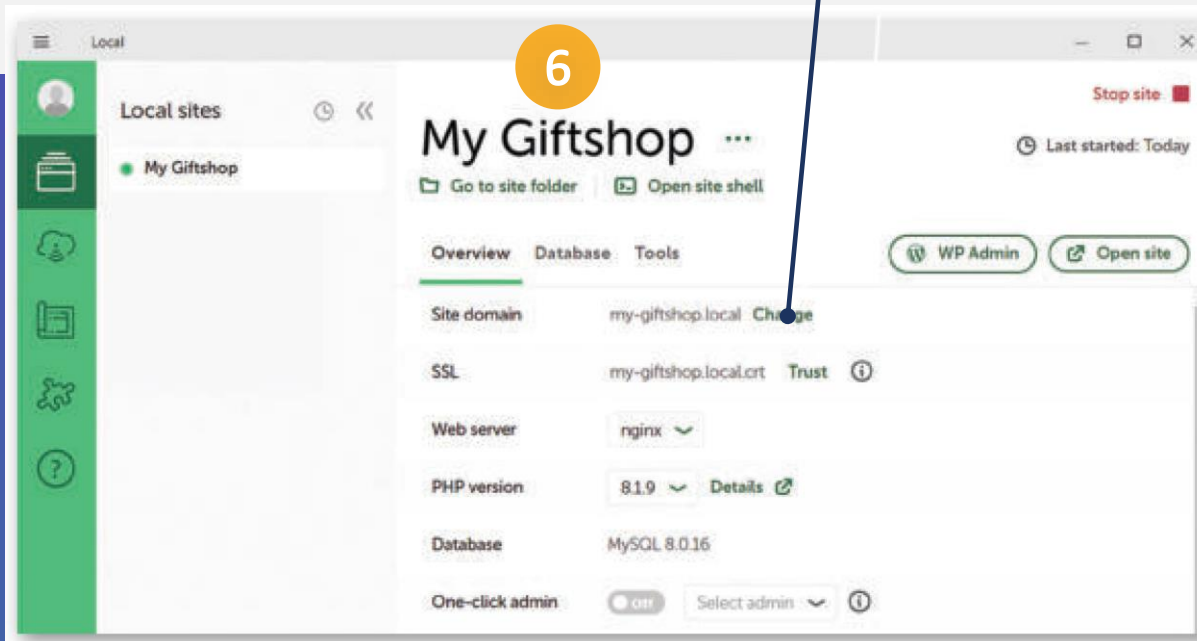 Local
6
Local sites
My Giftshop
My Giftshop ...
Stop site
Last started: Today
Go to site folder
Open site shell
Overview Database Tools
WP Admin
Open site
Site domain my-giftshop.local Change
SSL my-giftshop.local.crt Trust
Web server nginx
PHP version 8.1.9 Details
Database MySQL 8.0.16
One-click admin Off Select admin